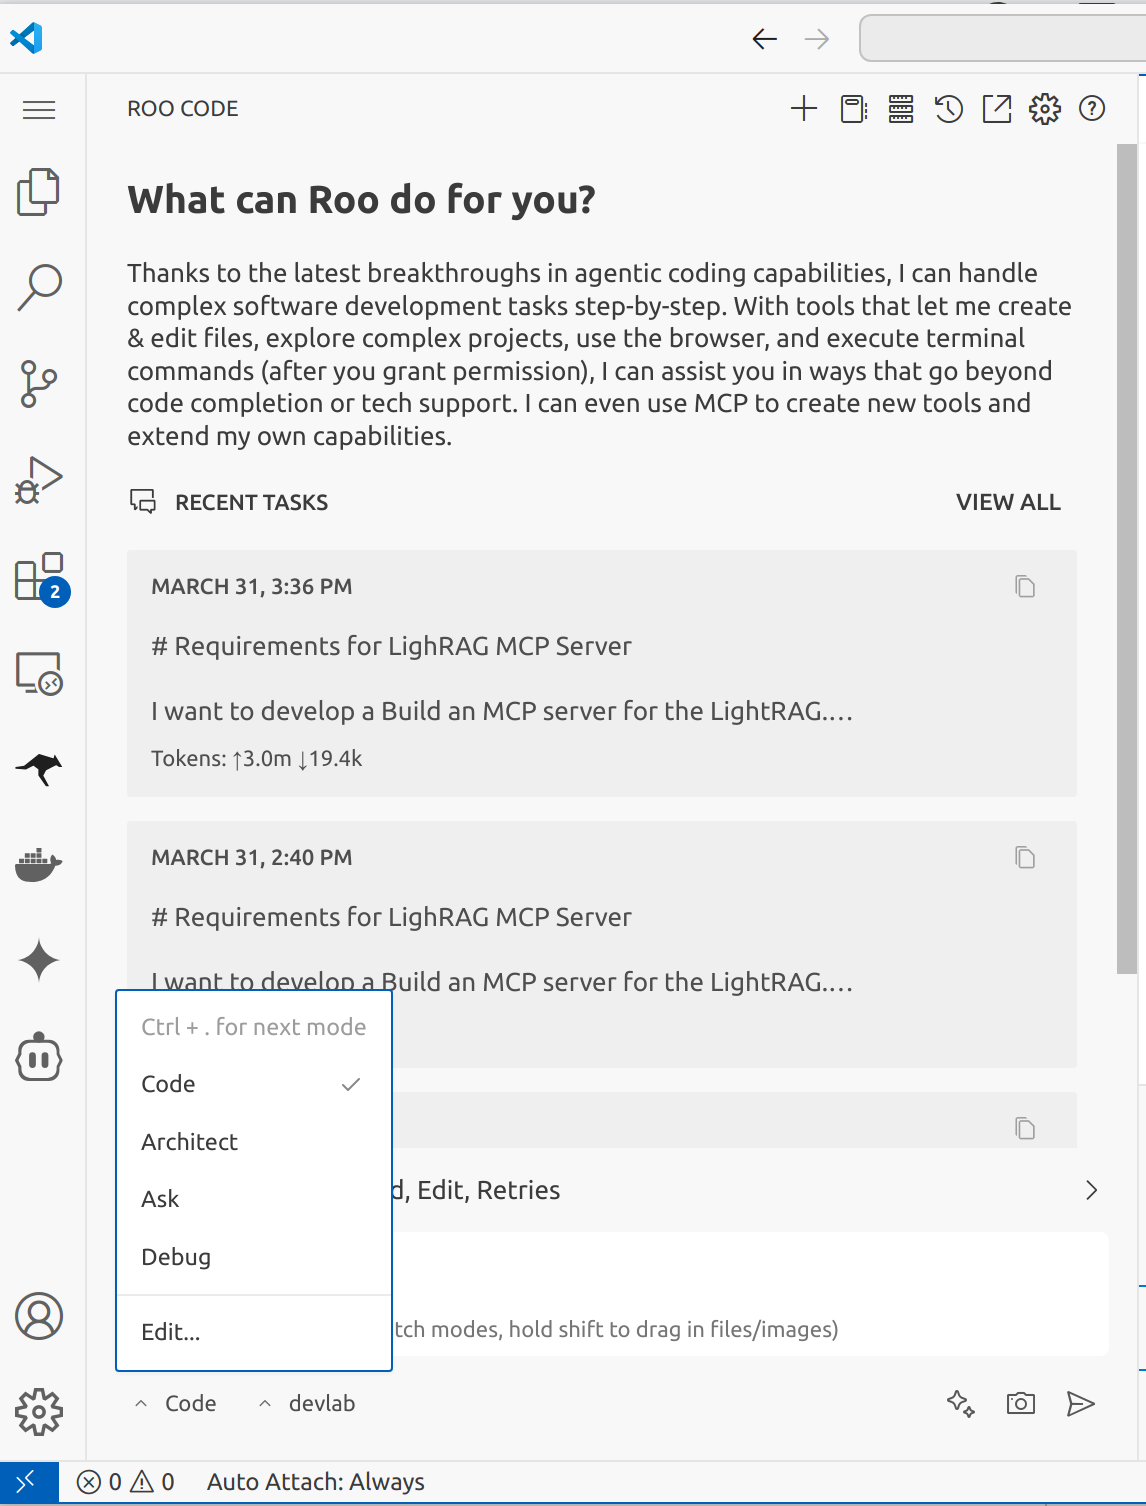 ROO CODE
What can Roo do for you?
Thanks to the latest breakthroughs in agentic coding capabilities, I can handle
complex software development tasks step-by-step. With tools that let me create
& edit files, explore complex projects, use the browser, and execute terminal
commands (after you grant permission), I can assist you in ways that go beyond
code completion or tech support. I can even use MCP to create new tools and
extend my own capabilities.
RECENT TASKS VIEW ALL
MARCH 31, 3:36 PM
# Requirements for LighRAG MCP Server
I want to develop a Build an MCP server for the LightRAG....
Tokens: ↑3.0m ↓19.4k
MARCH 31, 2:40 PM
# Requirements for LighRAG MCP Server
I want to develop a Build an MCP server for the LightRAG....
Ctrl + . for next mode
Code
Architect
Ask
Debug
Edit...
d, Edit, Retries
tch modes, hold shift to drag in files/images)
Code devlab
2
0 0 Auto Attach: Always